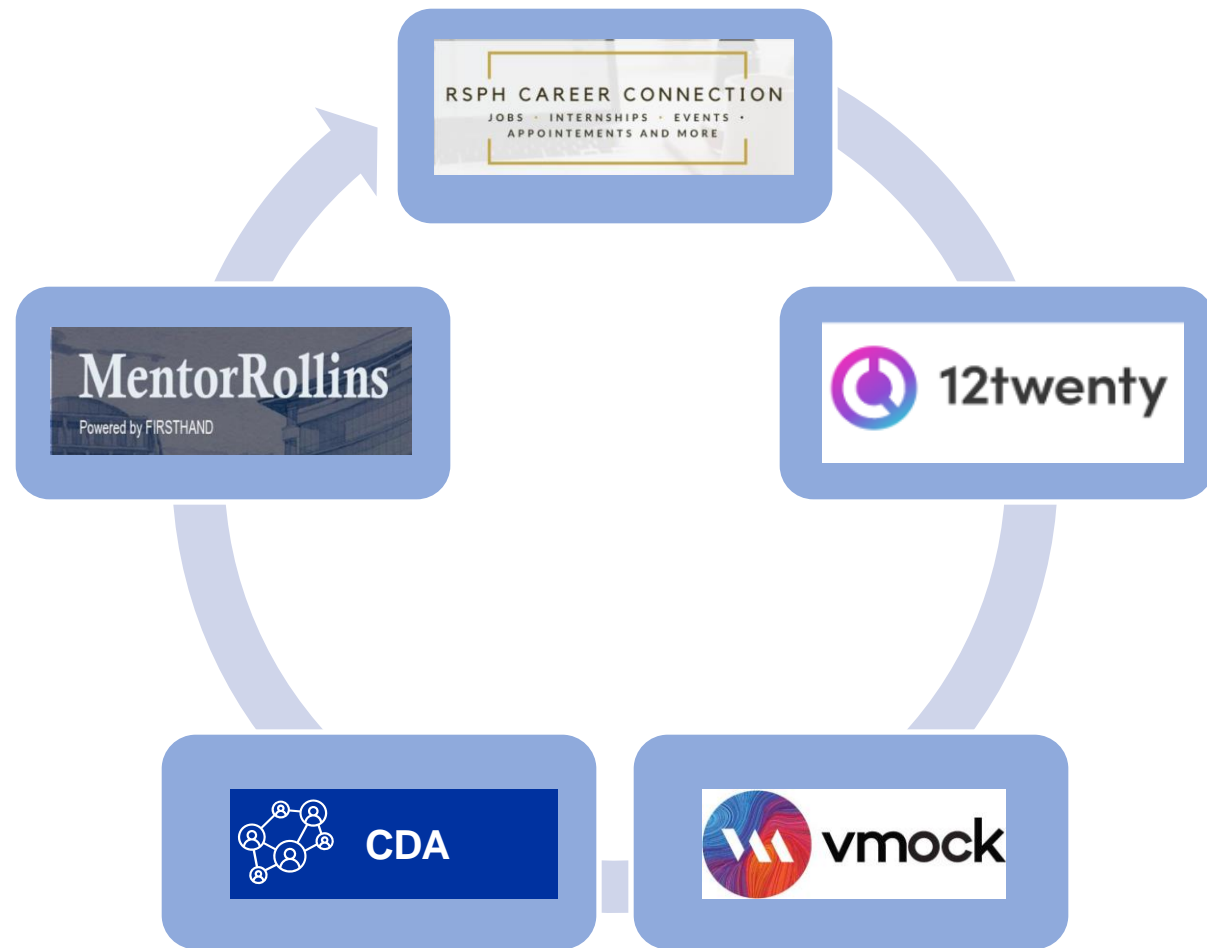 RSPH CAREER CONNECTION
JOBS · INTERNSHIPS · EVENTS ·
APPOINTEMENTS AND MORE
MentorRollins
Powered by FIRSTHAND
12twenty
CDA
vmock